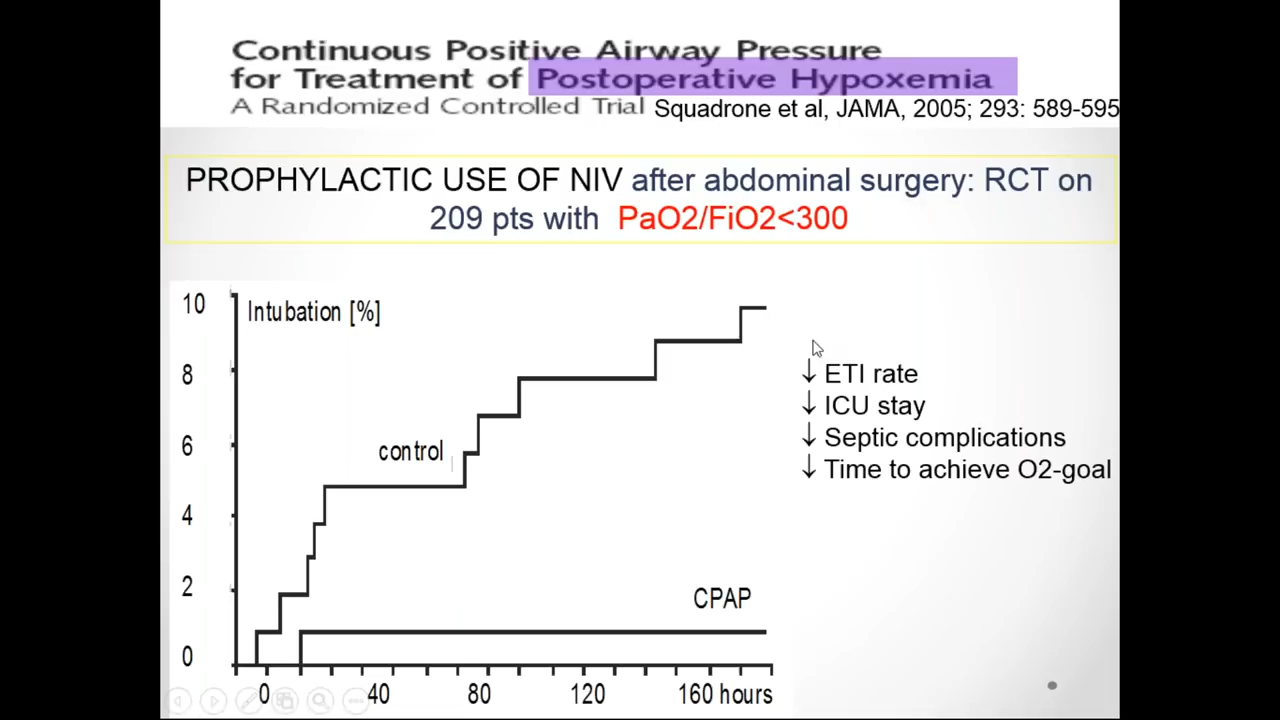 Continuous Positive Airway Pressure
for Treatment of Postoperative Hypoxemia
A Randomized Controlled Trial Squadrone et al, JAMA, 2005; 293: 589-595
PROPHYLACTIC USE OF NIV after abdominal surgery: RCT on
209 pts with PaO2/FiO2<300
10 Intubation [%]
8
6
4
2
0
control
CPAP
0 40 80 120 160 hours
↓ ETI rate
↓ ICU stay
↓ Septic complications
↓ Time to achieve O2-goal